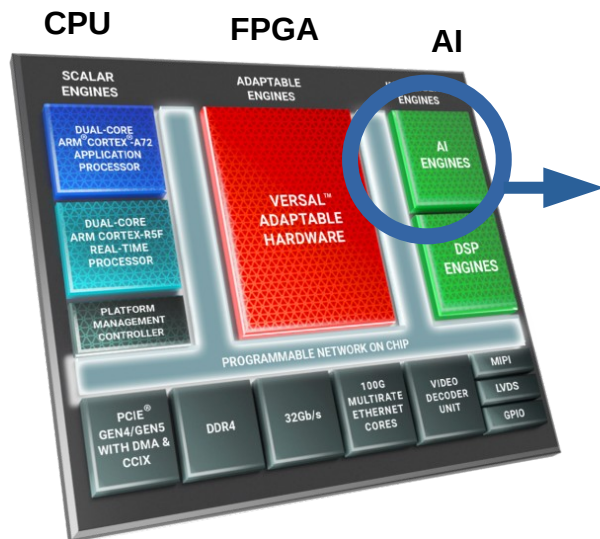 CPU
FPGA
AI
SCALAR
ENGINES
ADAPTABLE
ENGINES
ENGINES
DUAL-CORE
ARM® CORTEX®-A72
APPLICATION
PROCESSOR
DUAL-CORE
ARM CORTEX-R5F
REAL-TIME
PROCESSOR
PLATFORM
MANAGEMENT
CONTROLLER
VERSAL™
ADAPTABLE
HARDWARE
AI
ENGINES
DSP
ENGINES
PROGRAMMABLE NETWORK ON CHIP
PCIE®
GEN4/GEN5
WITH DMA &
CCIX
DDR4
32Gb/s
100G
MULTIRATE
ETHERNET
CORES
VIDEO
DECODER
UNIT
MIPI
LVDS
GPIO